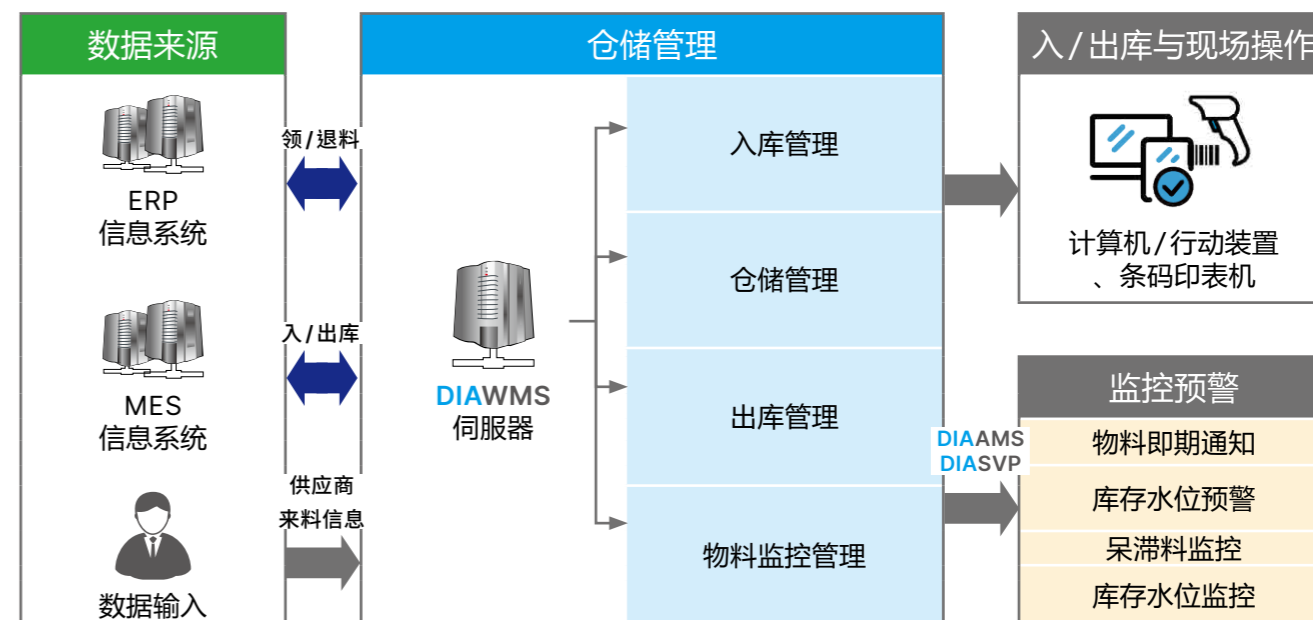 数据来源
ERP
信息系统
MES
信息系统
数据输入
领/退料
入/出库
供应商
来料信息
仓储管理
DIAWMS
伺服器
入库管理
仓储管理
出库管理
物料监控管理
DIAAMS
DIASVP
入/出库与现场操作
计算机/行动装置
、条码印表机
监控预警
物料即期通知
库存水位预警
呆滞料监控
库存水位监控